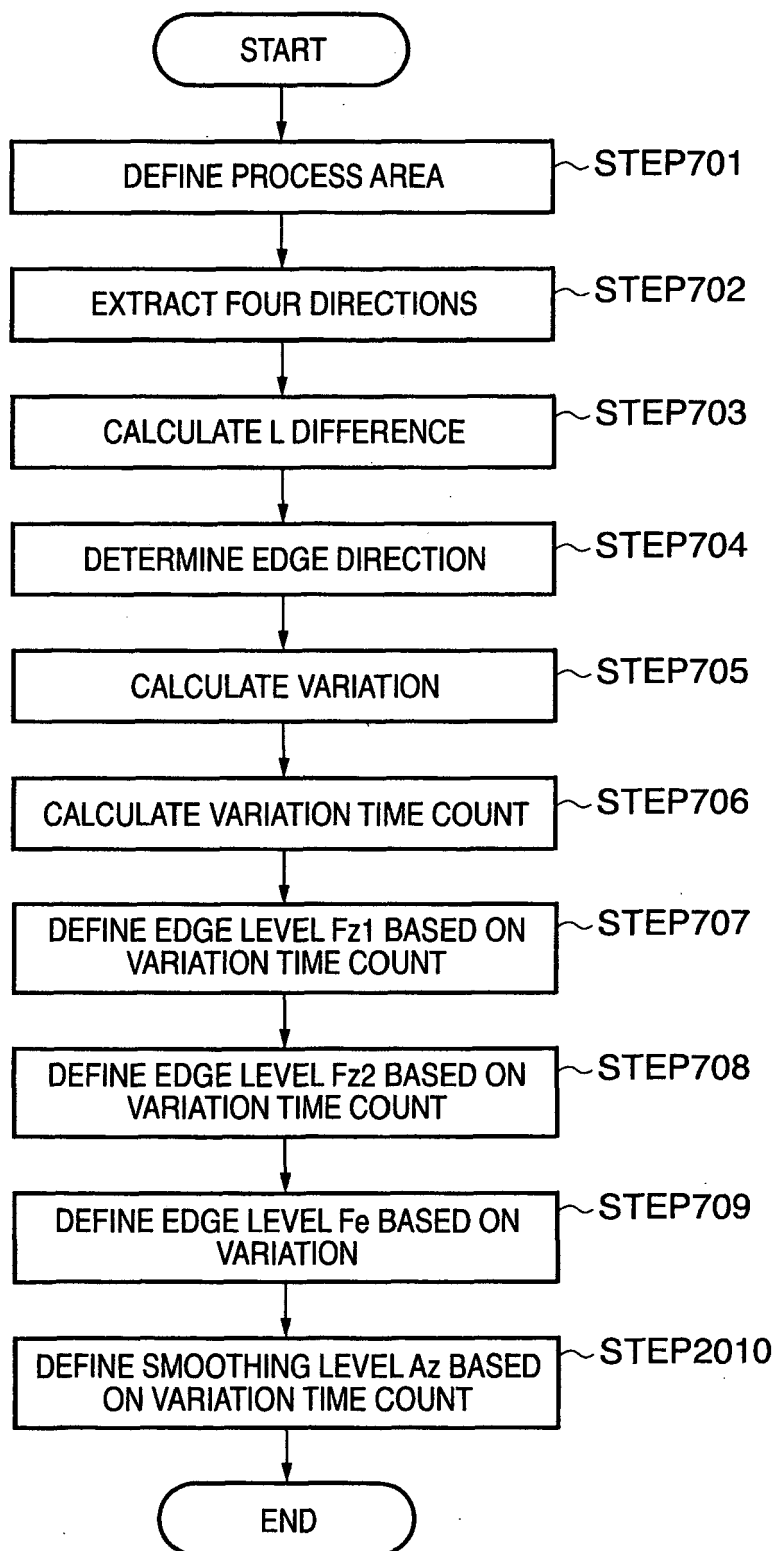 START
DEFINE PROCESS AREA
STEP701
EXTRACT FOUR DIRECTIONS
STEP702
CALCULATE L DIFFERENCE
STEP703
DETERMINE EDGE DIRECTION
STEP704
CALCULATE VARIATION
STEP705
CALCULATE VARIATION TIME COUNT
STEP706
DEFINE EDGE LEVEL Fz1 BASED ON
VARIATION TIME COUNT
STEP707
DEFINE EDGE LEVEL Fz2 BASED ON
VARIATION TIME COUNT
STEP708
DEFINE EDGE LEVEL Fe BASED ON
VARIATION
STEP709
DEFINE SMOOTHING LEVEL Az BASED
ON VARIATION TIME COUNT
STEP2010
END